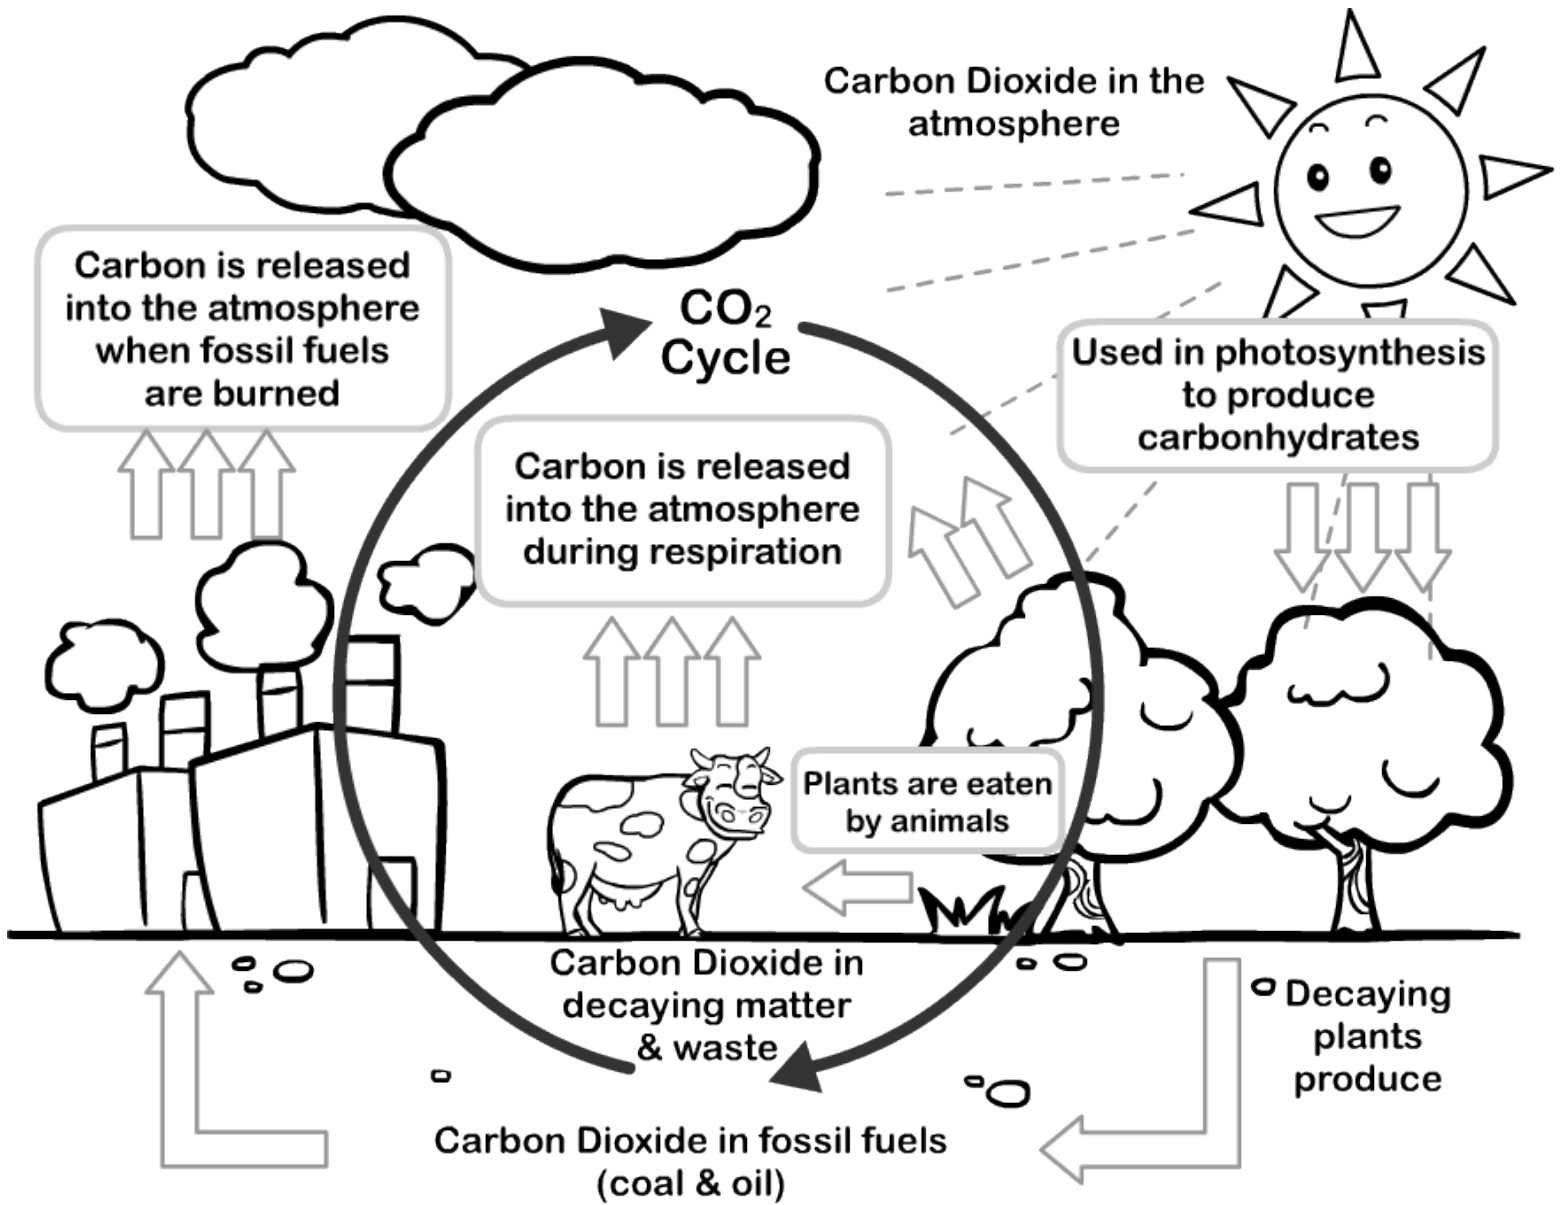 Carbon Dioxide in the
atmosphere
Carbon is released
into the atmosphere
when fossil fuels
are burned
CO₂
Cycle
Used in photosynthesis
to produce
carbonhydrates
Carbon is released
into the atmosphere
during respiration
Plants are eaten
by animals
Carbon Dioxide in
decaying matter
& waste
Decaying
plants
produce
Carbon Dioxide in fossil fuels
(coal & oil)